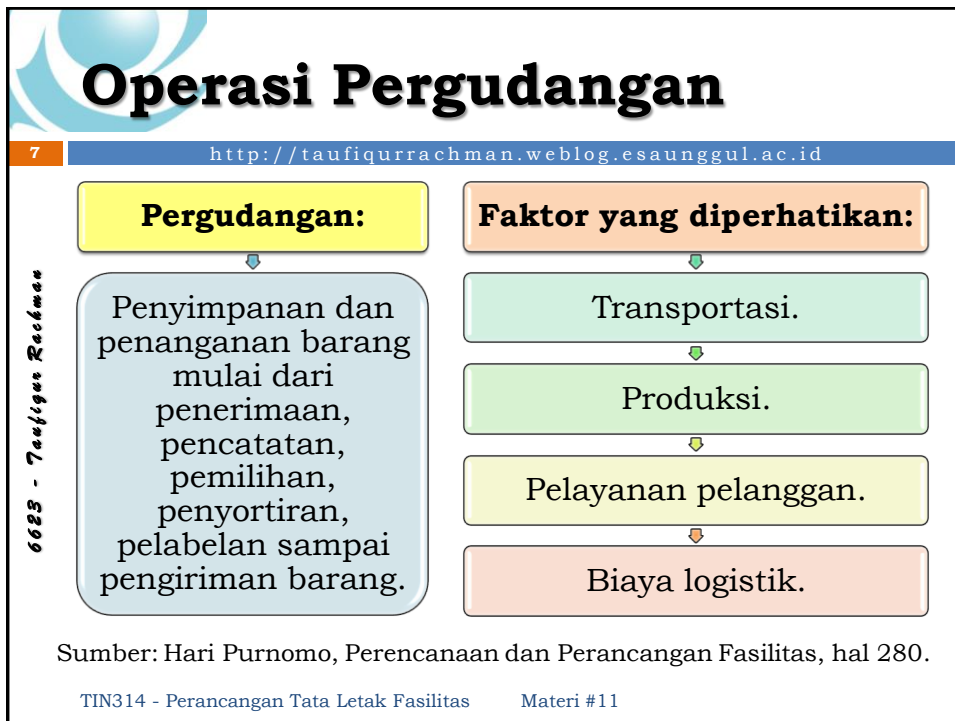 Operasi Pergudangan
7
http://taufiqurrachman.weblog.esaunggul.ac.id
Pergudangan:
Penyimpanan dan
penanganan barang
mulai dari
penerimaan,
pencatatan,
pemilihan,
penyortiran,
pelabelan sampai
pengiriman barang.
Faktor yang diperhatikan:
Transportasi.
Produksi.
Pelayanan pelanggan.
Biaya logistik.
6623 - Taufiqur Rachman
Sumber: Hari Purnomo, Perencanaan dan Perancangan Fasilitas, hal 280.
TIN314 - Perancangan Tata Letak Fasilitas Materi #11